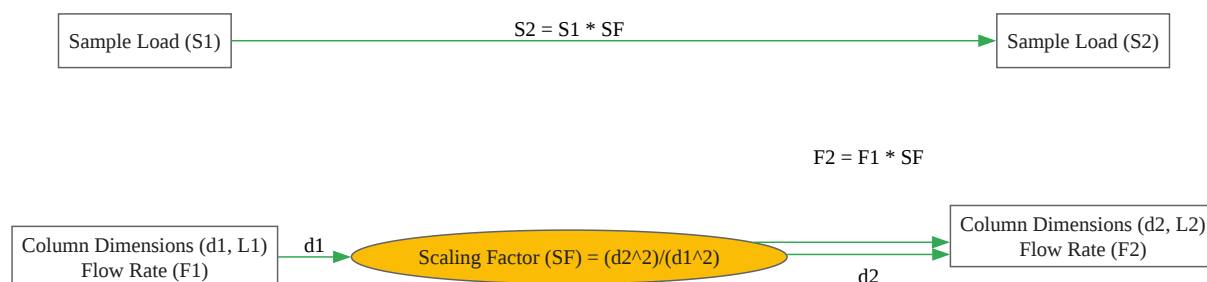 Sample Load (S1)
S2 = S1 * SF
Sample Load (S2)
F2 = F1 * SF
Column Dimensions (d1, L1)
Flow Rate (F1)
d1
Scaling Factor (SF) = (d2^2)/(d1^2)
d2
Column Dimensions (d2, L2)
Flow Rate (F2)